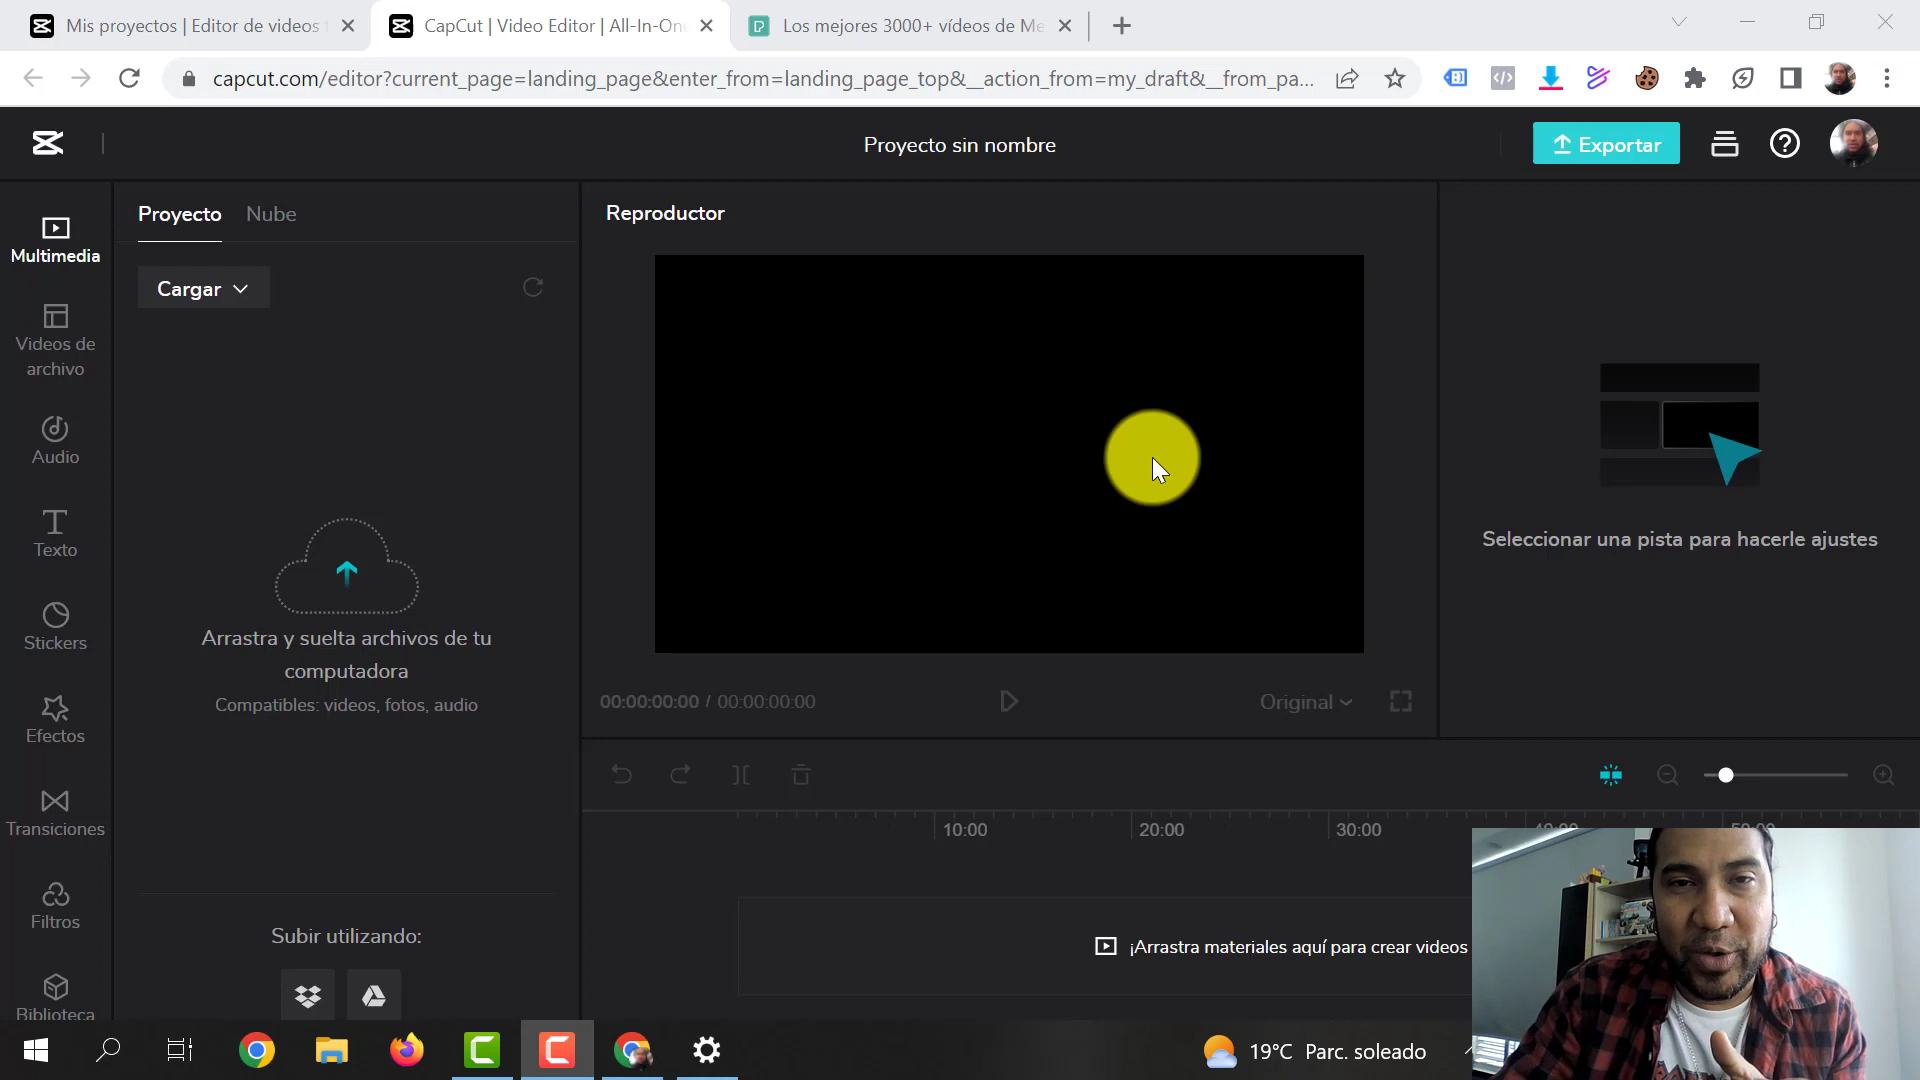 Mis proyectos | Editor de videos
CapCut | Video Editor | All-In-One
Los mejores 3000+ vídeos de Me
capcut.com/editor?current_page=landing_page&enter_from=landing_page_top&__action_from=my_draft&__from_pa...
Proyecto sin nombre
Exportar
Multimedia
Videos de
archivo
Audio
Texto
Stickers
Efectos
Transiciones
Filtros
Biblioteca
Proyecto
Nube
Cargar
Arrastra y suelta archivos de tu
computadora
Compatibles: videos, fotos, audio
Subir utilizando:
Reproductor
00:00:00:00 / 00:00:00:00
Original
Seleccionar una pista para hacerle ajustes
10:00
20:00
30:00
¡Arrastra materiales aquí para crear videos
19°C Parc. soleado